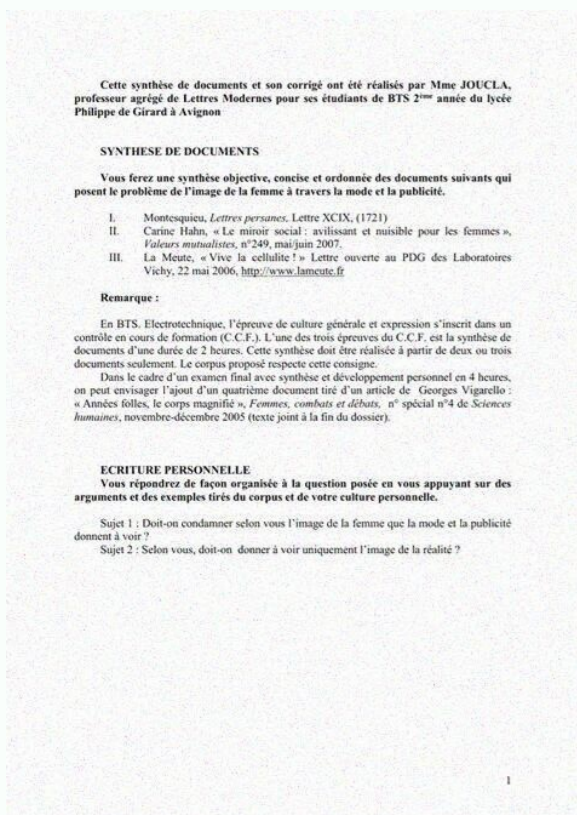 Cette synthèse de documents et son corrigé ont été réalisés par Mme JOUCLA,
professeur agrégé de Lettres Modernes pour ses étudiants de BTS 2ème année du lycée
Philippe de Girard à Avignon
SYNTHESE DE DOCUMENTS
Vous ferez une synthèse objective, concise et ordonnée des documents suivants qui
posent le problème de l'image de la femme à travers la mode et la publicité.
I. Montesquieu, Lettres persanes, Lettre XCIX, (1721)
II. Carine Hahn, « Le miroir social : avilissant et nuisible pour les femmes »,
Valeurs mutualistes, n°249, mai/juin 2007.
III. La Meute, « Vive la cellulite ! » Lettre ouverte au PDG des Laboratoires
Vichy, 22 mai 2006, http://www.lameute.fr
Remarque :
En BTS. Electrotechnique, l'épreuve de culture générale et expression s'inscrit dans un
contrôle en cours de formation (C.C.F.). L'une des trois épreuves du C.C.F. est la synthèse de
documents d'une durée de 2 heures. Cette synthèse doit être réalisée à partir de deux ou trois
documents seulement. Le corpus proposé respecte cette consigne.
Dans le cadre d'un examen final avec synthèse et développement personnel en 4 heures,
on peut envisager l'ajout d'un quatrième document tiré d'un article de Georges Vigarello :
« Années folles, le corps magnifié », Femmes, combats et débats, n° spécial n°4 de Sciences
humaines, novembre-décembre 2005 (texte joint à la fin du dossier).
ECRITURE PERSONNELLE
Vous répondrez de façon organisée à la question posée en vous appuyant sur des
arguments et des exemples tirés du corpus et de votre culture personnelle.
Sujet 1 : Doit-on condamner selon vous l'image de la femme que la mode et la publicité
donnent à voir ?
Sujet 2 : Selon vous, doit-on donner à voir uniquement l'image de la réalité ?
1